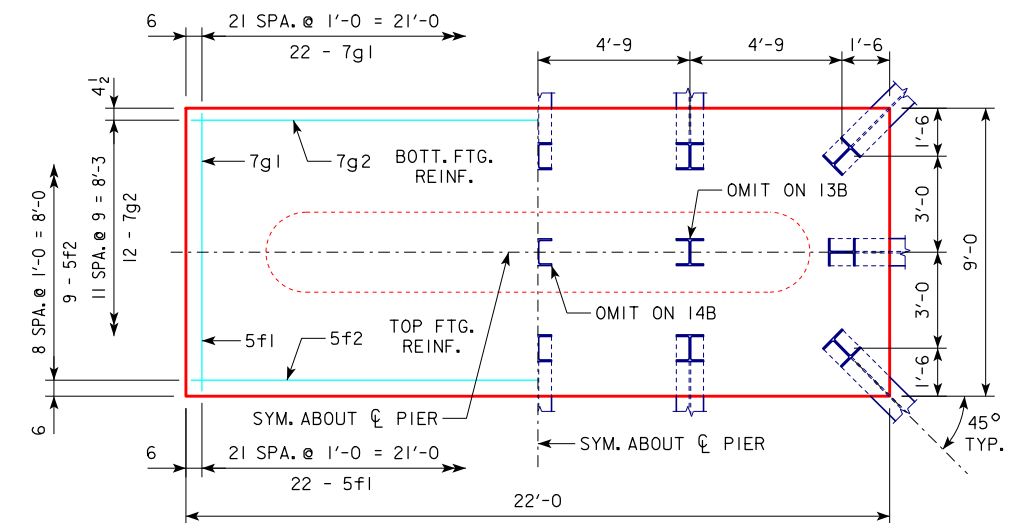 6
21 SPA. @ 1'-0 = 21'-0
22 - 7g1
4'-9
4'-9
1'-6
4 1/2
7g1
7g2
BOTT. FTG.
REINF.
OMIT ON 13B
1'-6
3'-0
9'-0
3'-0
1'-6
8 SPA. @ 1'-0 = 8'-0
9 - 5f2
11 SPA. @ 9 = 8'-3
12 - 7g2
OMIT ON 14B
TOP FTG.
REINF.
5f1
5f2
6
SYM. ABOUT ℄ PIER
SYM. ABOUT ℄ PIER
45°
TYP.
6
21 SPA. @ 1'-0 = 21'-0
22 - 5f1
22'-0